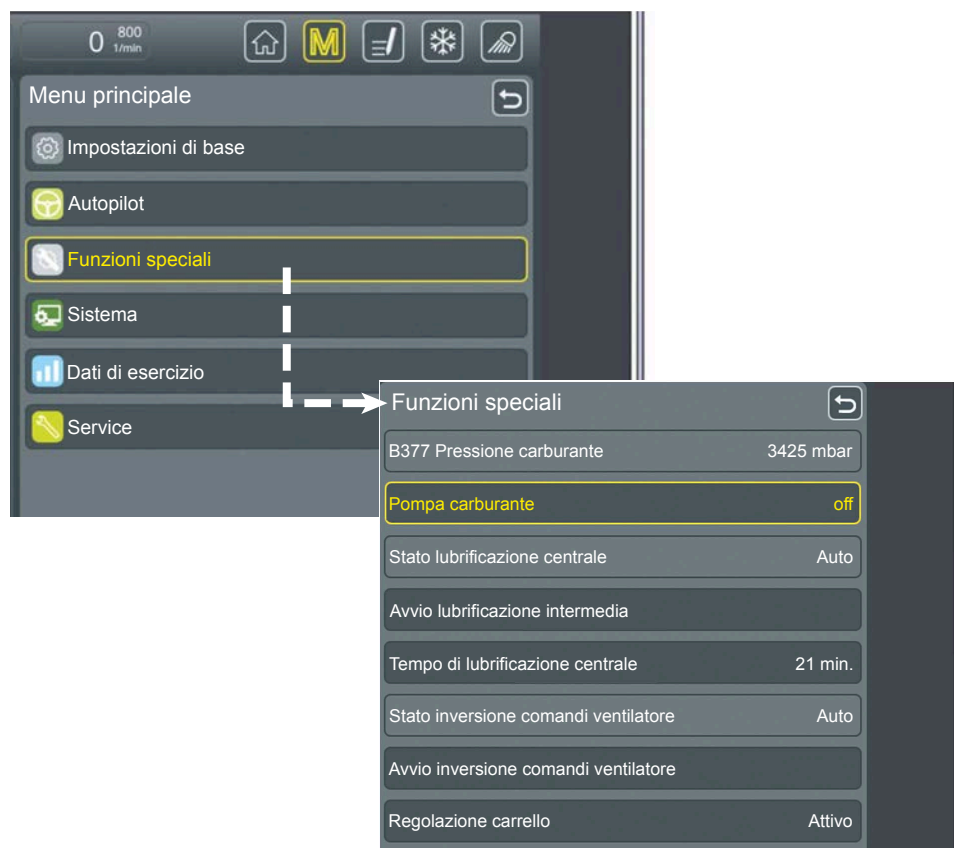 0 800 1/min
M
Menu principale
Impostazioni di base
Autopilot
Funzioni speciali
Sistema
Dati di esercizio
Service
Funzioni speciali
B377 Pressione carburante 3425 mbar
Pompa carburante off
Stato lubrificazione centrale Auto
Avvio lubrificazione intermedia
Tempo di lubrificazione centrale 21 min.
Stato inversione comandi ventilatore Auto
Avvio inversione comandi ventilatore
Regolazione carrello Attivo